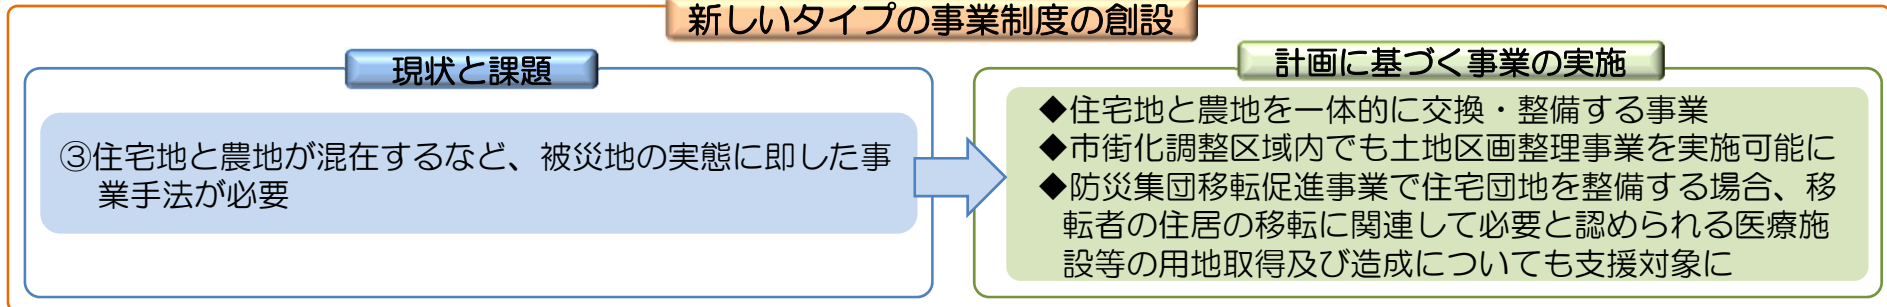 新しいタイプの事業制度の創設
現状と課題
③住宅地と農地が混在するなど、被災地の実態に即した事
業手法が必要
計画に基づく事業の実施
◆住宅地と農地を一体的に交換・整備する事業
◆市街化調整区域内でも土地区画整理事業を実施可能に
◆防災集団移転促進事業で住宅団地を整備する場合、移
転者の住居の移転に関連して必要と認められる医療施
設等の用地取得及び造成についても支援対象に